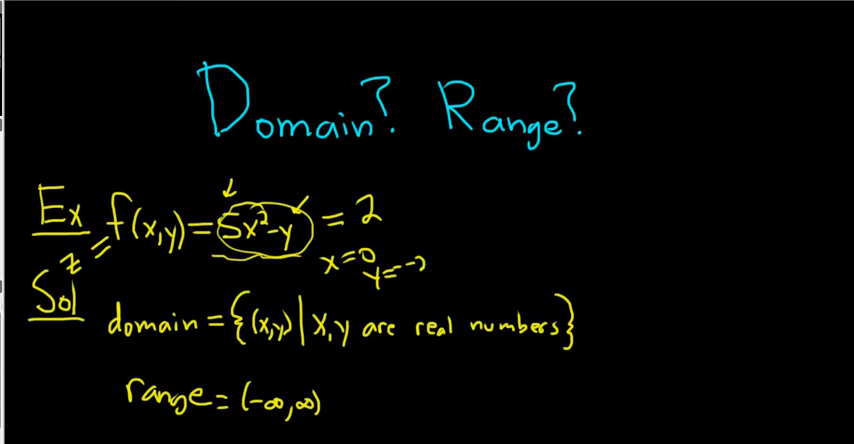 Domain? Range?
Ex f(x,y) = 5x²-y = 2
z =
x=0
y=-2
Sol
domain = {(x,y) | x,y are real numbers}
range = (-∞,∞)